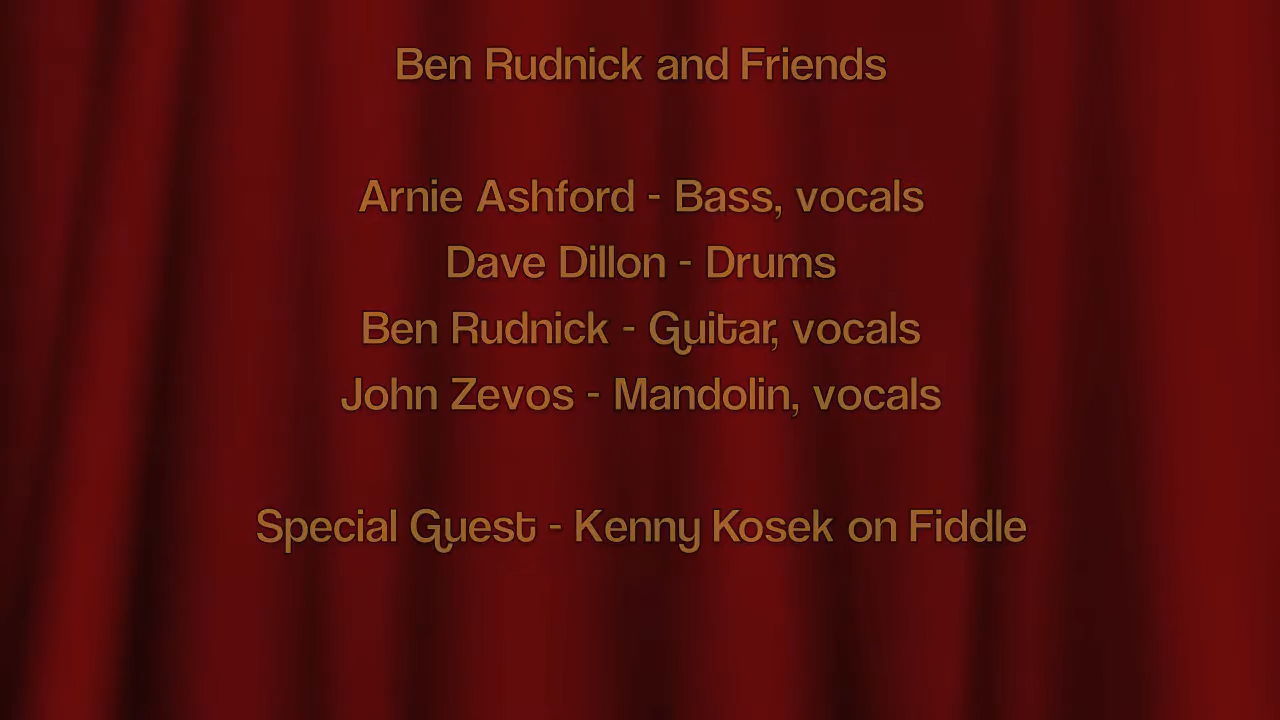 Ben Rudnick and Friends
Arnie Ashford - Bass, vocals
Dave Dillon - Drums
Ben Rudnick - Guitar, vocals
John Zevos - Mandolin, vocals
Special Guest - Kenny Kosek on Fiddle